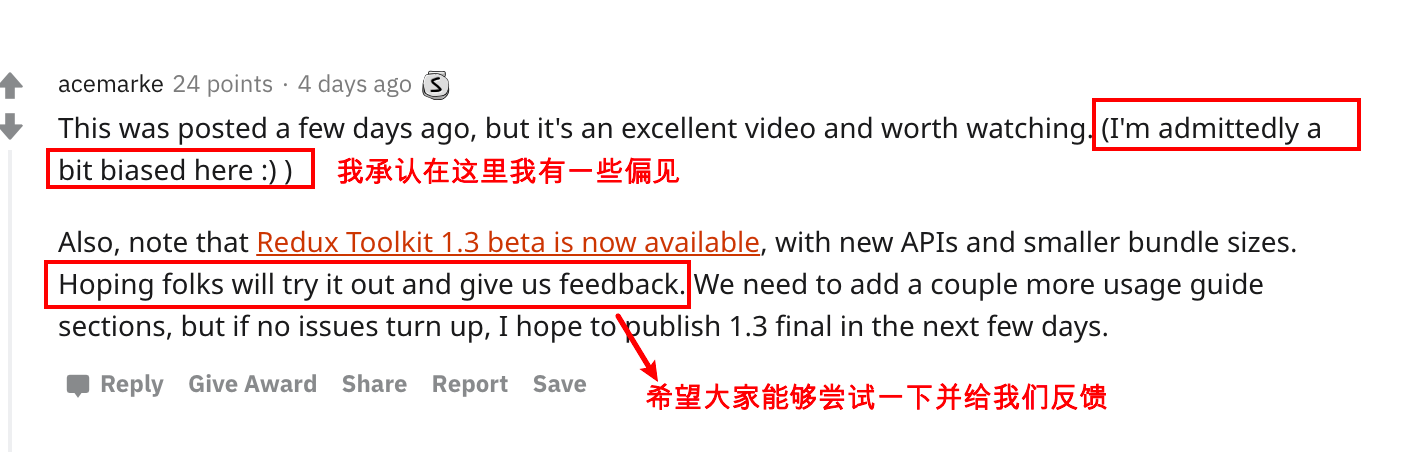 acemarke 24 points · 4 days ago S
This was posted a few days ago, but it's an excellent video and worth watching. (I'm admittedly a
bit biased here :) ) 我承认在这里我有一些偏见
Also, note that Redux Toolkit 1.3 beta is now available, with new APIs and smaller bundle sizes.
Hoping folks will try it out and give us feedback. We need to add a couple more usage guide
sections, but if no issues turn up, I hope to publish 1.3 final in the next few days.
Reply Give Award Share Report Save
希望大家能够尝试一下并给我们反馈